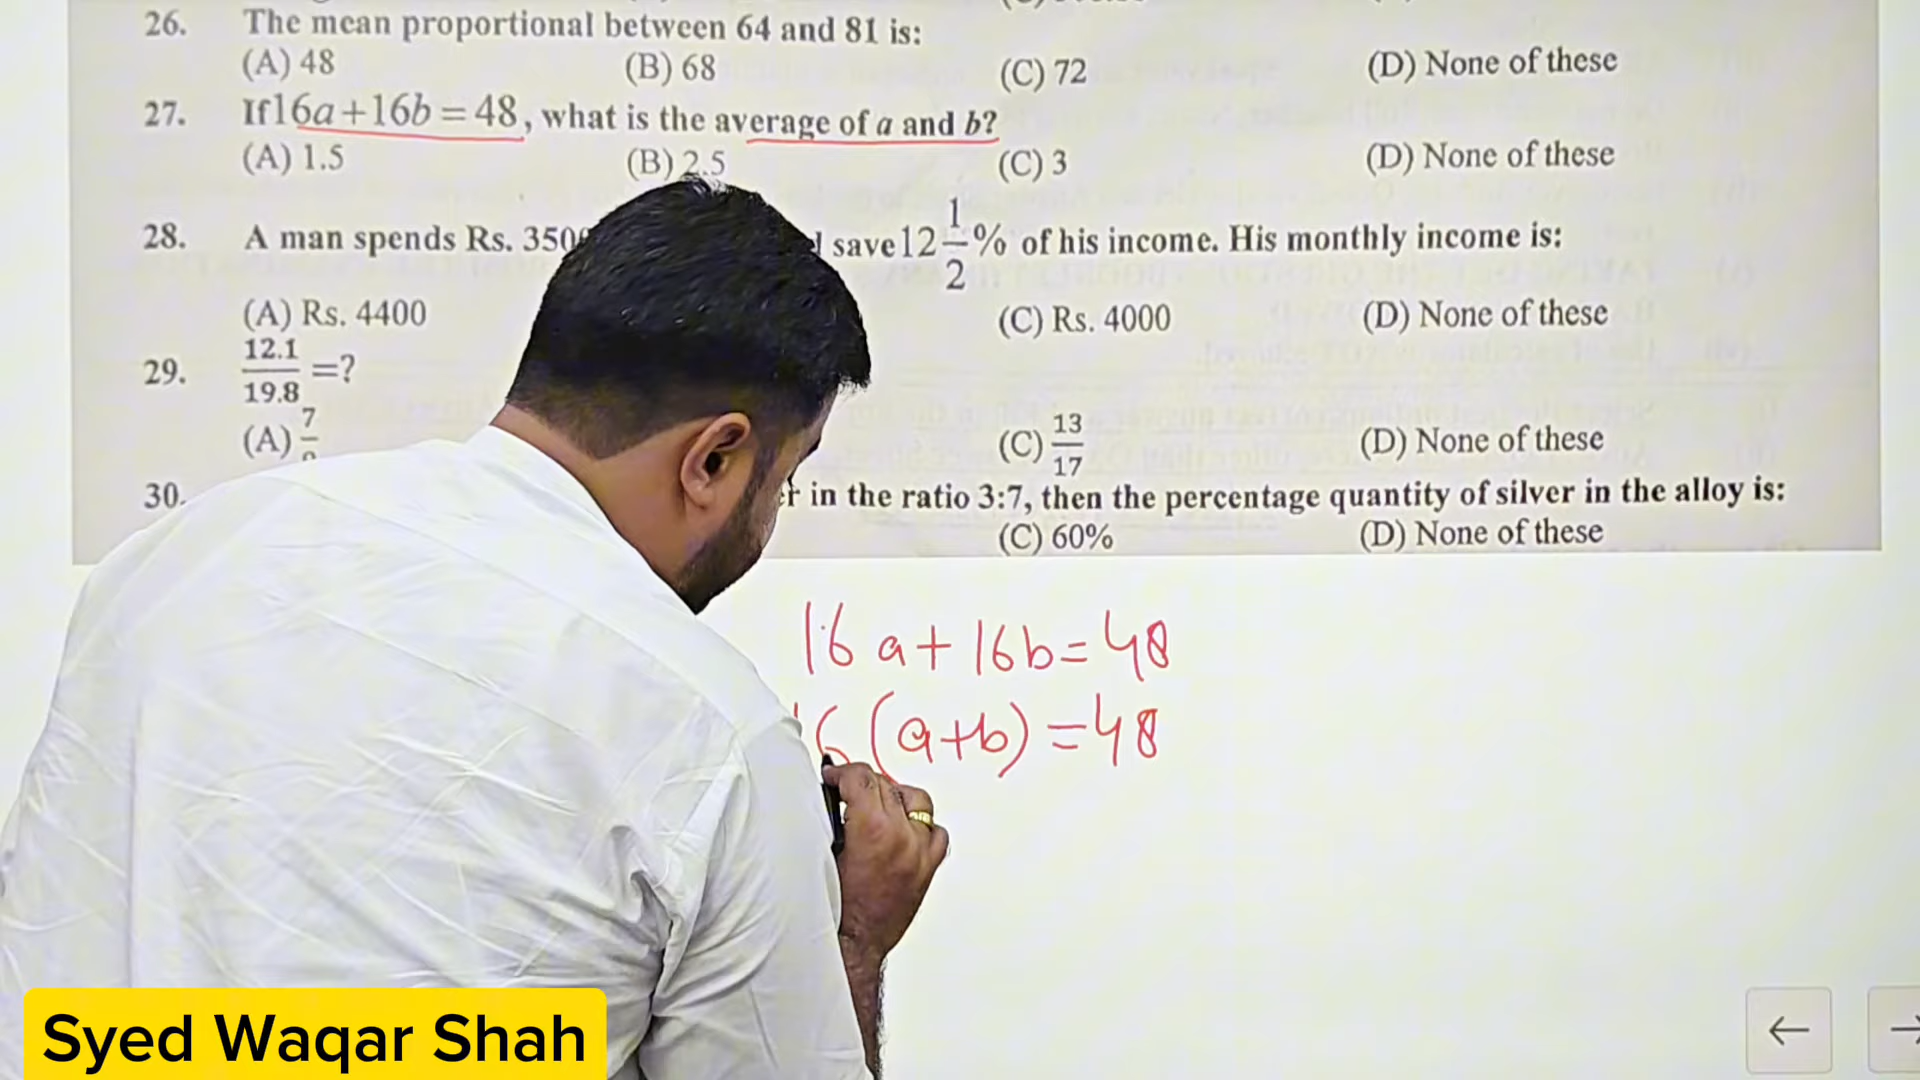 26. The mean proportional between 64 and 81 is:
(A) 48 (B) 68 (C) 72 (D) None of these
27. If 16a+16b=48, what is the average of a and b?
(A) 1.5 (B) 2.5 (C) 3 (D) None of these
28. A man spends Rs. 350 save 12 1/2 % of his income. His monthly income is:
(A) Rs. 4400 (C) Rs. 4000 (D) None of these
29. 12.1/19.8 =?
(A) 7 (C) 13/17 (D) None of these
30. in the ratio 3:7, then the percentage quantity of silver in the alloy is:
(C) 60% (D) None of these
16a+16b=48
16(a+b)=48
Syed Waqar Shah